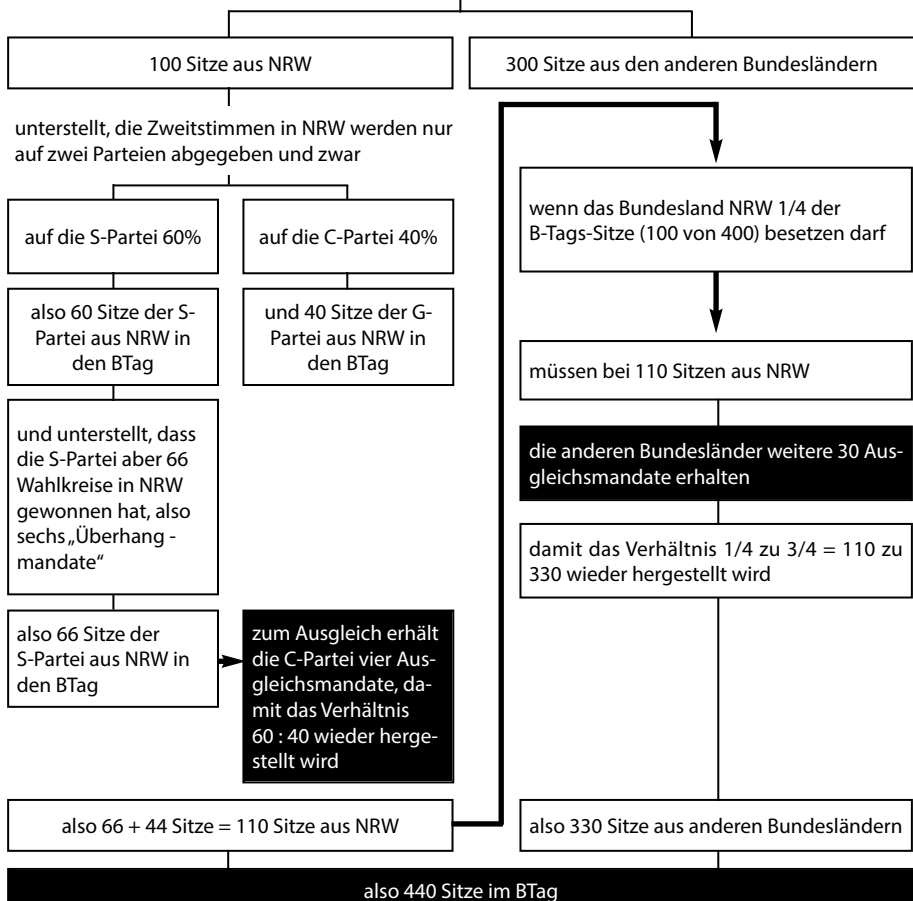 100 Sitze aus NRW
300 Sitze aus den anderen Bundesländern
unterstellt, die Zweitstimmen in NRW werden nur
auf zwei Parteien abgegeben und zwar
auf die S-Partei 60%
auf die C-Partei 40%
also 60 Sitze der S-
Partei aus NRW in
den BTag
und 40 Sitze der G-
Partei aus NRW in
den BTag
und unterstellt, dass
die S-Partei aber 66
Wahlkreise in NRW
gewonnen hat, also
sechs „Überhang -
mandate“
also 66 Sitze der
S-Partei aus NRW in
den BTag
zum Ausgleich erhält
die C-Partei vier Aus-
gleichsmandate, da-
mit das Verhältnis
60 : 40 wieder herge-
stellt wird
also 66 + 44 Sitze = 110 Sitze aus NRW
wenn das Bundesland NRW 1/4 der
B-Tags-Sitze (100 von 400) besetzen darf
müssen bei 110 Sitzen aus NRW
die anderen Bundesländer weitere 30 Aus-
gleichsmandate erhalten
damit das Verhältnis 1/4 zu 3/4 = 110 zu
330 wieder hergestellt wird
also 330 Sitze aus anderen Bundesländern
also 440 Sitze im BTag